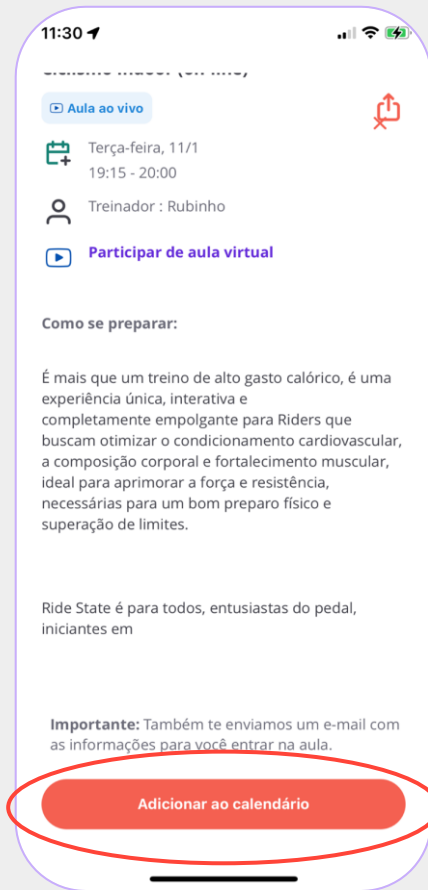 11:30
Aula ao vivo
Terça-feira, 11/1
19:15 - 20:00
Treinador : Rubinho
Participar de aula virtual
Como se preparar:
É mais que um treino de alto gasto calórico, é uma
experiência única, interativa e
completamente empolgante para Riders que
buscam otimizar o condicionamento cardiovascular,
a composição corporal e fortalecimento muscular,
ideal para aprimorar a força e resistência,
necessárias para um bom preparo físico e
superação de limites.
Ride State é para todos, entusiastas do pedal,
iniciantes em
Importante: Também te enviamos um e-mail com
as informações para você entrar na aula.
Adicionar ao calendário